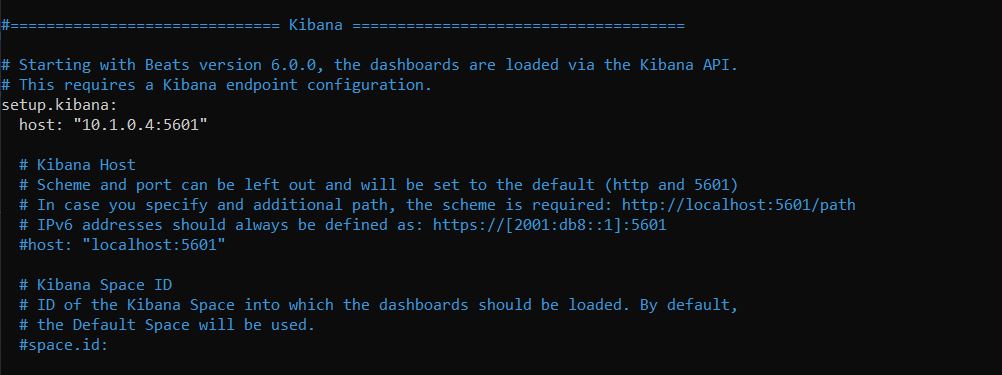 #============================== Kibana =====================================
# Starting with Beats version 6.0.0, the dashboards are loaded via the Kibana API.
# This requires a Kibana endpoint configuration.
setup.kibana:
  host: "10.1.0.4:5601"
  # Kibana Host
  # Scheme and port can be left out and will be set to the default (http and 5601)
  # In case you specify and additional path, the scheme is required: http://localhost:5601/path
  # IPv6 addresses should always be defined as: https://[2001:db8::1]:5601
  #host: "localhost:5601"
  # Kibana Space ID
  # ID of the Kibana Space into which the dashboards should be loaded. By default,
  # the Default Space will be used.
  #space.id: